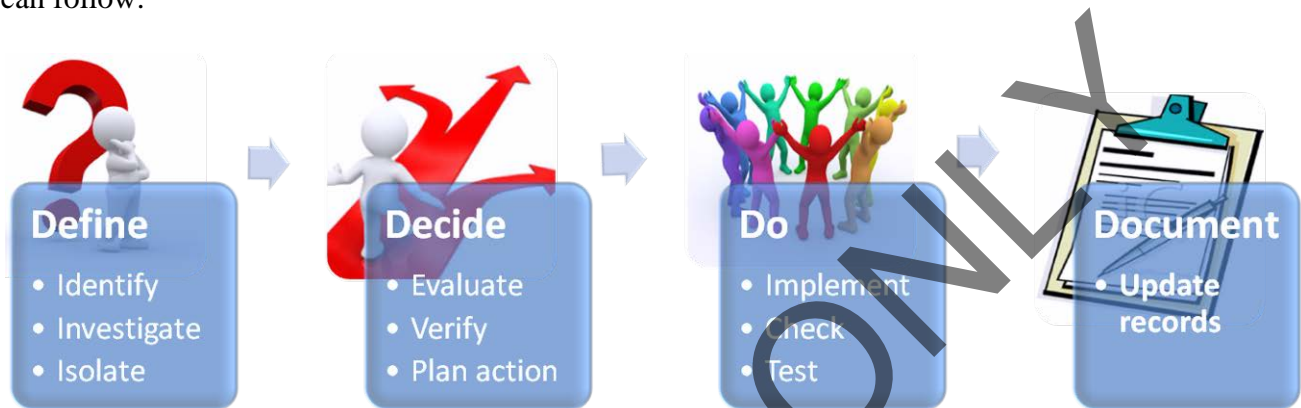 can follow:
Define
• Identify
• Investigate
• Isolate
Decide
• Evaluate
• Verify
• Plan action
Do
• Implement
• Check
• Test
Document
• Update
records
ONLY